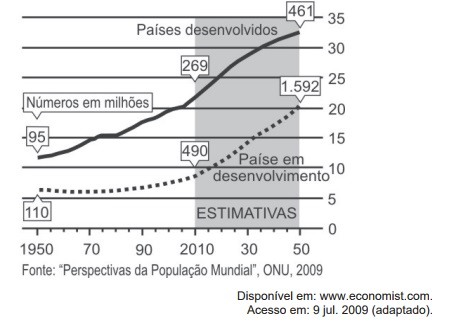 35
461
Países desenvolvidos
30
269
25
1.592
Números em milhões
20
95
15
490
Paíse em
desenvolvimento
10
110
5
ESTIMATIVAS
0
1950 70 90 2010 30 50
Fonte: “Perspectivas da População Mundial”, ONU, 2009
Disponível em: www.economist.com.
Acesso em: 9 jul. 2009 (adaptado).